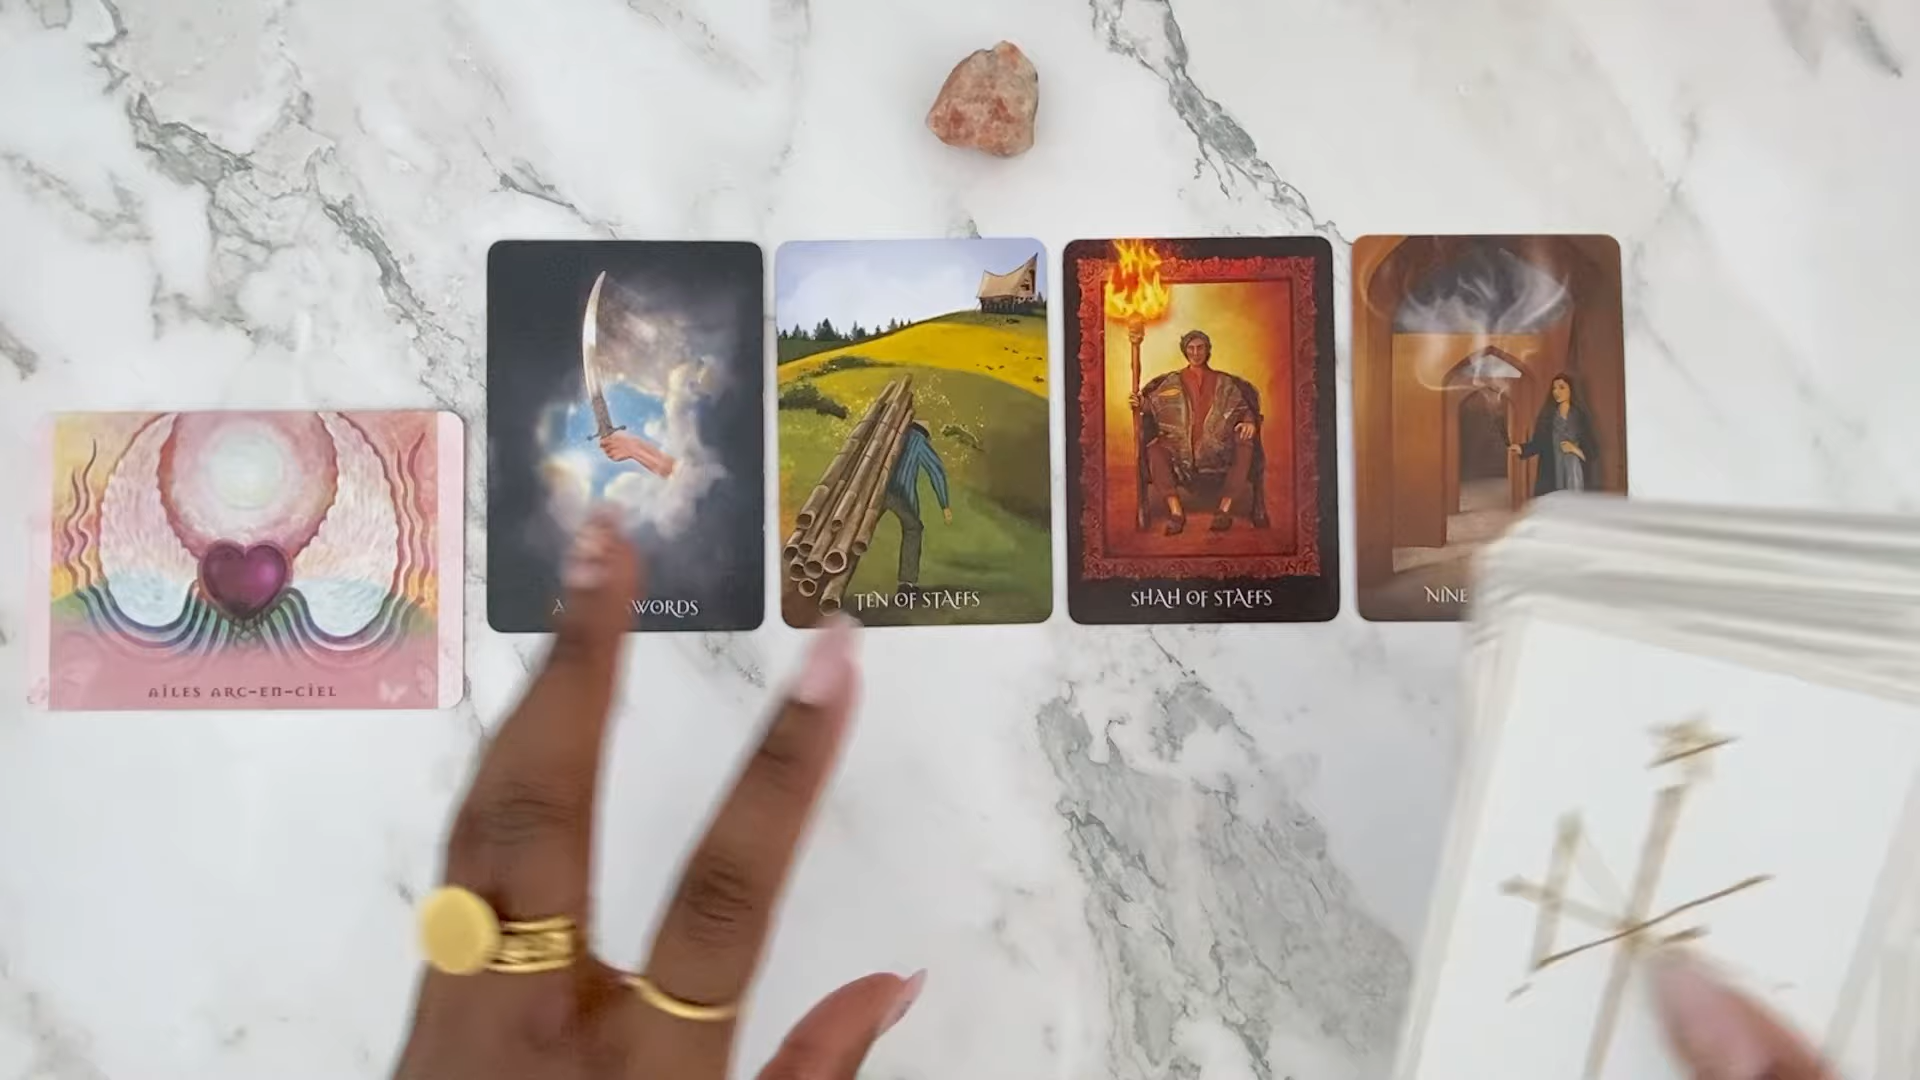 AILES ARC-EN-CIEL
WORDS
TEN OF STAFFS
SHAH OF STAFFS
NINE